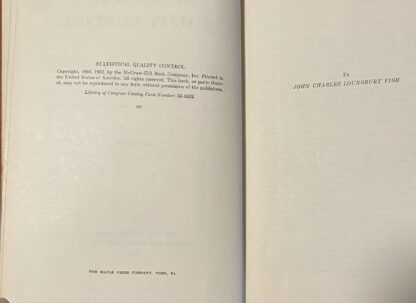 STATISTICAL QUALITY CONTROL
Copyright, 1946, 1952, by the McGraw-Hill Book Company, Inc. Printed in
the United States of America. All rights reserved. This book, or parts there-
of, may not be reproduced in any form without permission of the publishers.
Library of Congress Catalog Card Number:
III
THE MAPLE PRESS COMPANY, YORK, PA.
To
JOHN CHARLES LOUNSBURY FISH